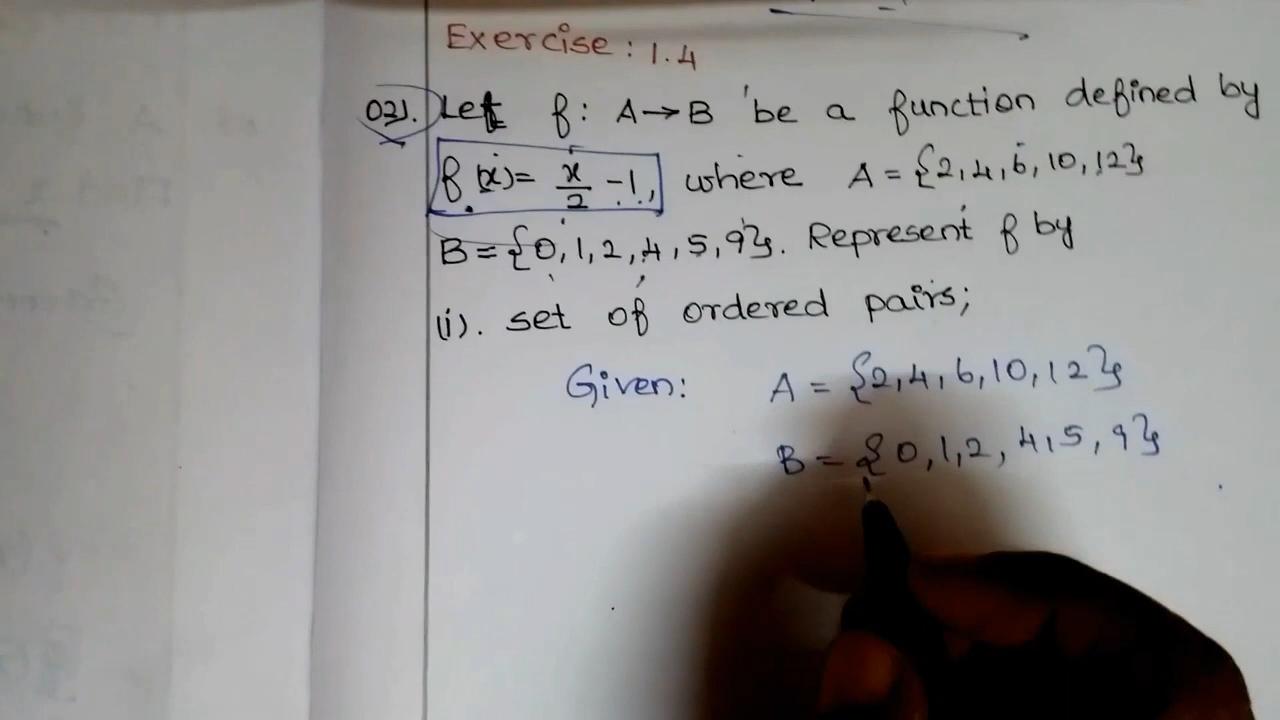 Exercise: 1.4
02). Let f: A→B be a function defined by
f(x) = x/2 -1, where A = {2,4,6,10,12}
B = {0,1,2,4,5,9}. Represent f by
(i). set of ordered pairs;
Given: A = {2,4,6,10,12}
B = {0,1,2,4,5,9}